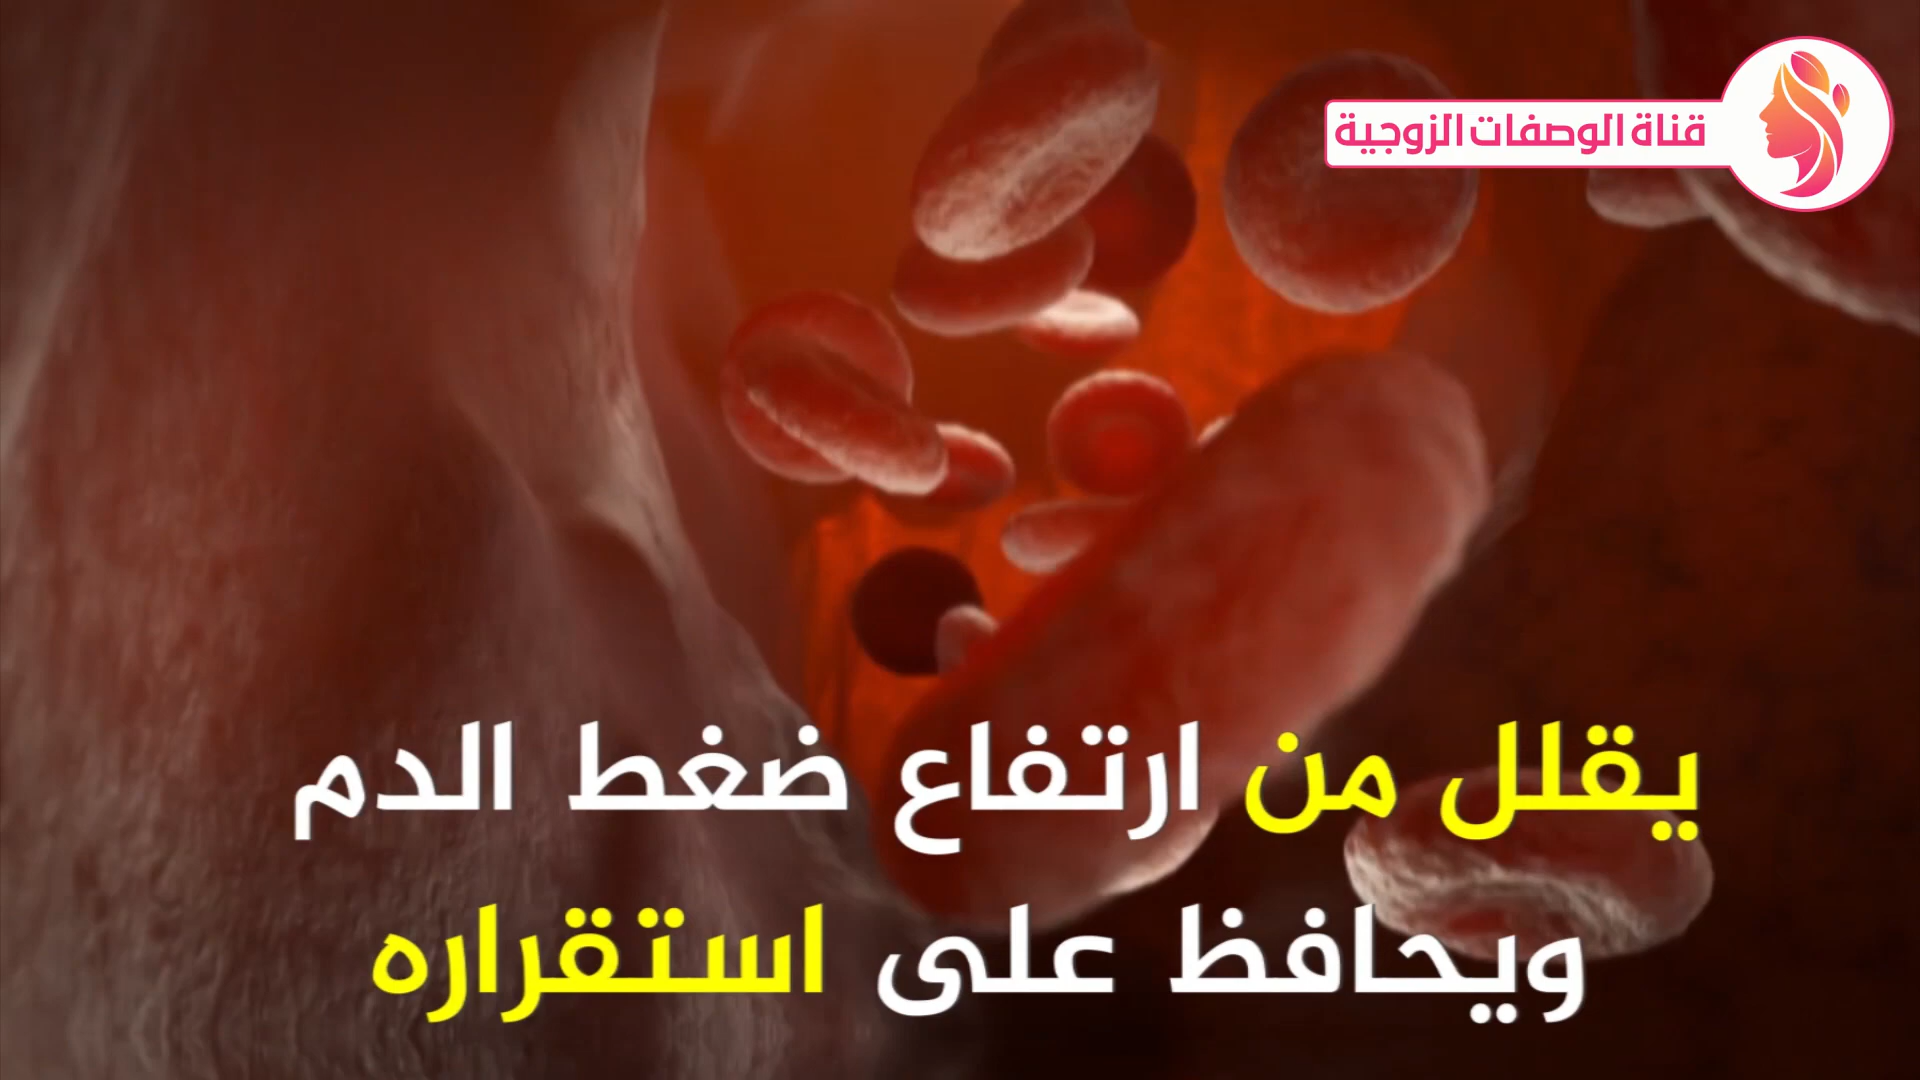 قناة الوصفات الزوجية
يقلل من ارتفاع ضغط الدم
ويحافظ على استقراره